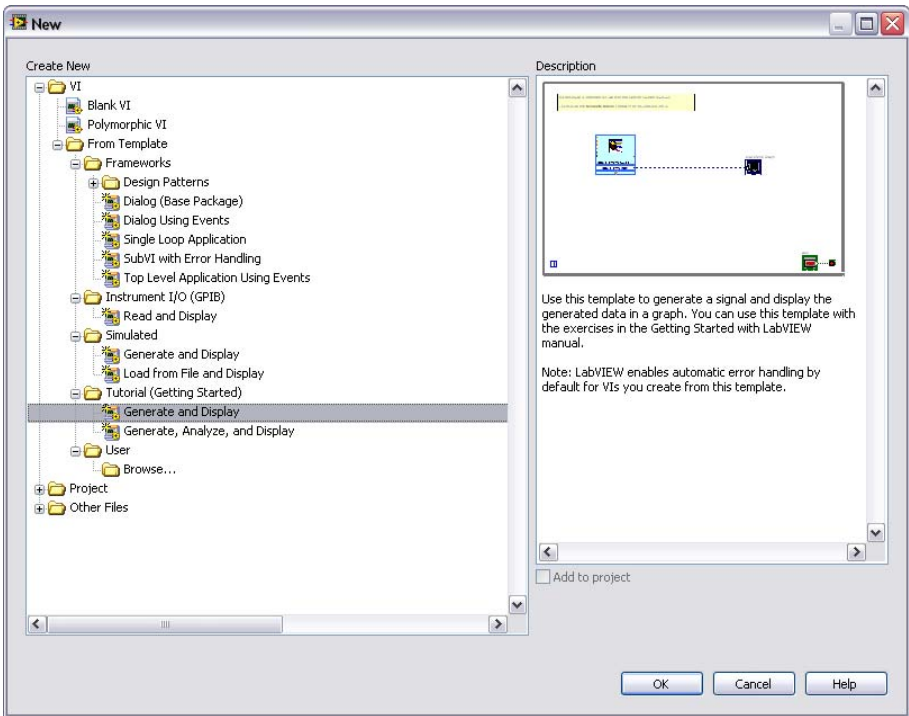 New
Create New
VI
Blank VI
Polymorphic VI
From Template
Frameworks
Design Patterns
Dialog (Base Package)
Dialog Using Events
Single Loop Application
SubVI with Error Handling
Top Level Application Using Events
Instrument I/O (GPIB)
Read and Display
Simulated
Generate and Display
Load from File and Display
Tutorial (Getting Started)
Generate and Display
Generate, Analyze, and Display
User
Browse...
Project
Other Files
Description
Use this template to generate a signal and display the
generated data in a graph. You can use this template with
the exercises in the Getting Started with LabVIEW
manual.
Note: LabVIEW enables automatic error handling by
default for VIs you create from this template.
Add to project
OK
Cancel
Help